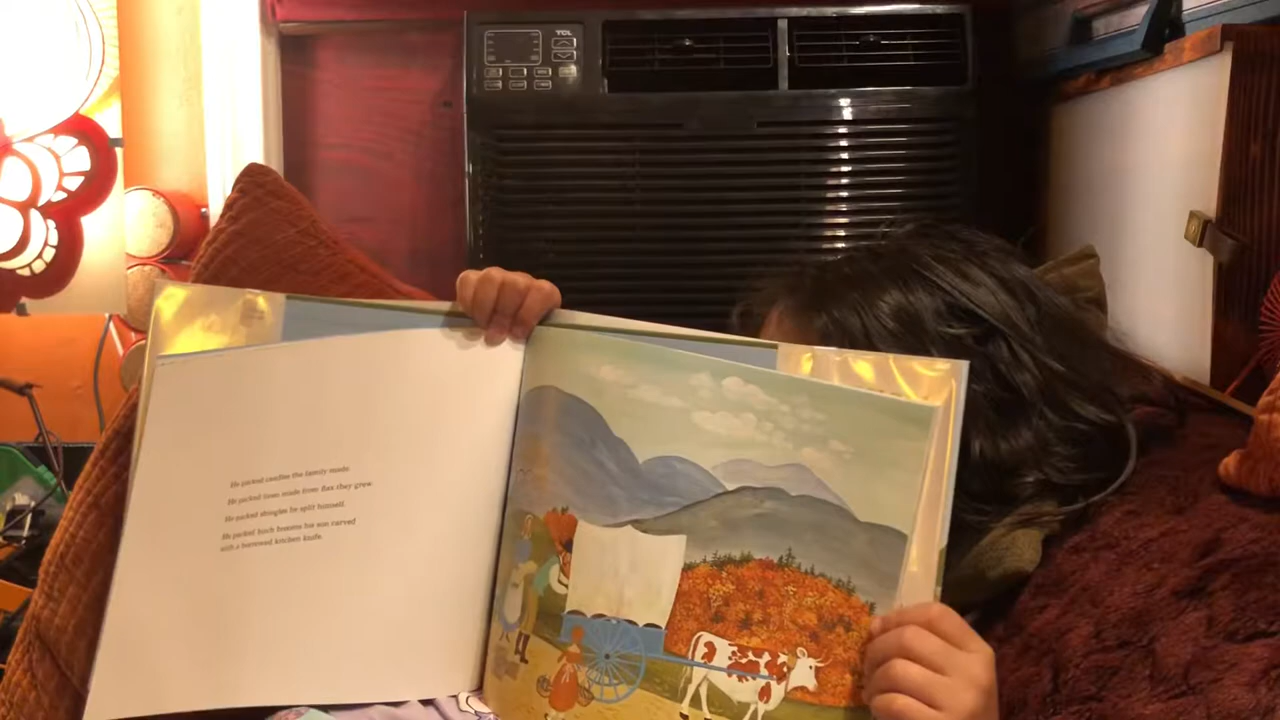 TCL
He packed candles the family made.
He packed linen made from flax they grew.
He packed shingles he split himself.
He packed birch brooms his son carved
with a borrowed kitchen knife.